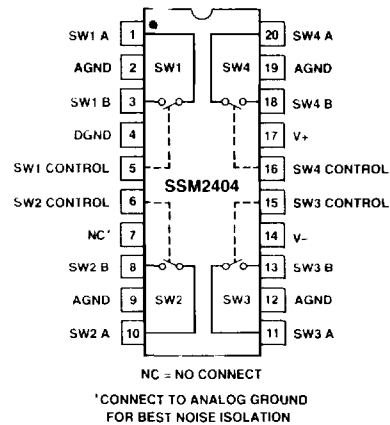 SW1 A 1 20 SW4 A
AGND 2 SW1 SW4 19 AGND
SW1 B 3 18 SW4 B
DGND 4 17 V+
SW1 CONTROL 5 16 SW4 CONTROL
SSM2404
SW2 CONTROL 6 15 SW3 CONTROL
NC* 7 14 V–
SW2 B 8 13 SW3 B
AGND 9 SW2 SW3 12 AGND
SW2 A 10 11 SW3 A
NC = NO CONNECT
*CONNECT TO ANALOG GROUND
FOR BEST NOISE ISOLATION